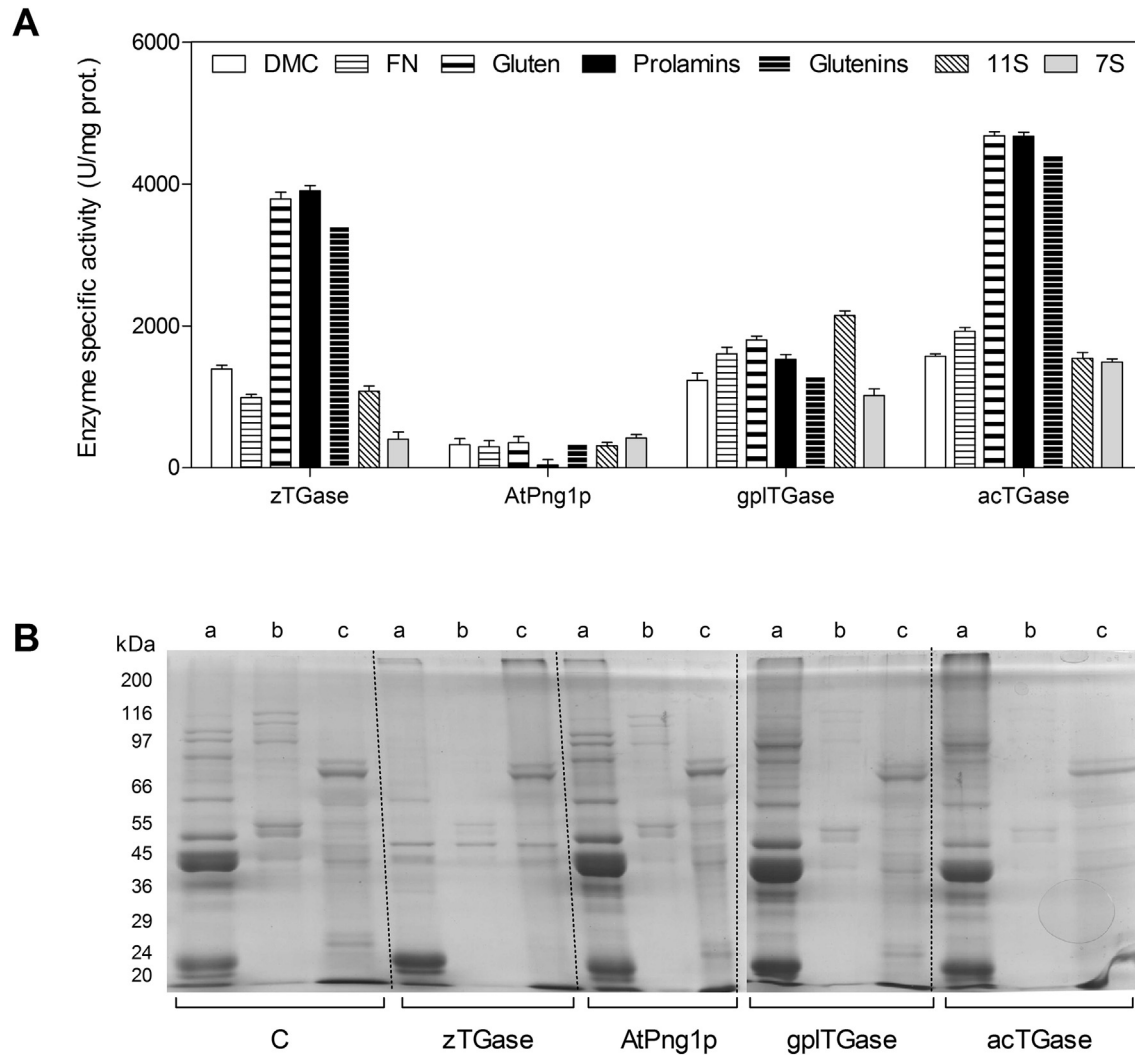 A
6000
DMC FN Gluten Prolamins Glutenins 11S 7S
Enzyme specific activity (U/mg prot.)
4000
2000
0
zTGase AtPng1p gplTGase acTGase
B
kDa a b c a b c a b c a b c a b c
200
116
97
66
55
45
36
29
24
20
C zTGase AtPng1p gplTGase acTGase